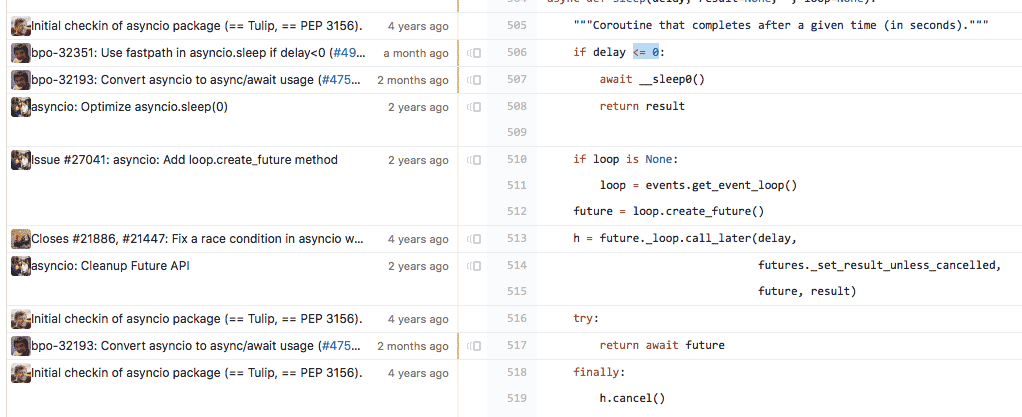 Initial checkin of asyncio package (== Tulip, == PEP 3156). 4 years ago 505 """Coroutine that completes after a given time (in seconds)."""
bpo-32351: Use fastpath in asyncio.sleep if delay<0 (#49... a month ago 506 if delay <= 0:
bpo-32193: Convert asyncio to async/await usage (#475... 2 months ago 507 await __sleep0()
asyncio: Optimize asyncio.sleep(0) 2 years ago 508 return result
509
Issue #27041: asyncio: Add loop.create_future method 2 years ago 510 if loop is None:
511 loop = events.get_event_loop()
512 future = loop.create_future()
Closes #21886, #21447: Fix a race condition in asyncio w... 4 years ago 513 h = future._loop.call_later(delay,
asyncio: Cleanup Future API 2 years ago 514 futures._set_result_unless_cancelled,
515 future, result)
Initial checkin of asyncio package (== Tulip, == PEP 3156). 4 years ago 516 try:
bpo-32193: Convert asyncio to async/await usage (#475... 2 months ago 517 return await future
Initial checkin of asyncio package (== Tulip, == PEP 3156). 4 years ago 518 finally:
519 h.cancel()